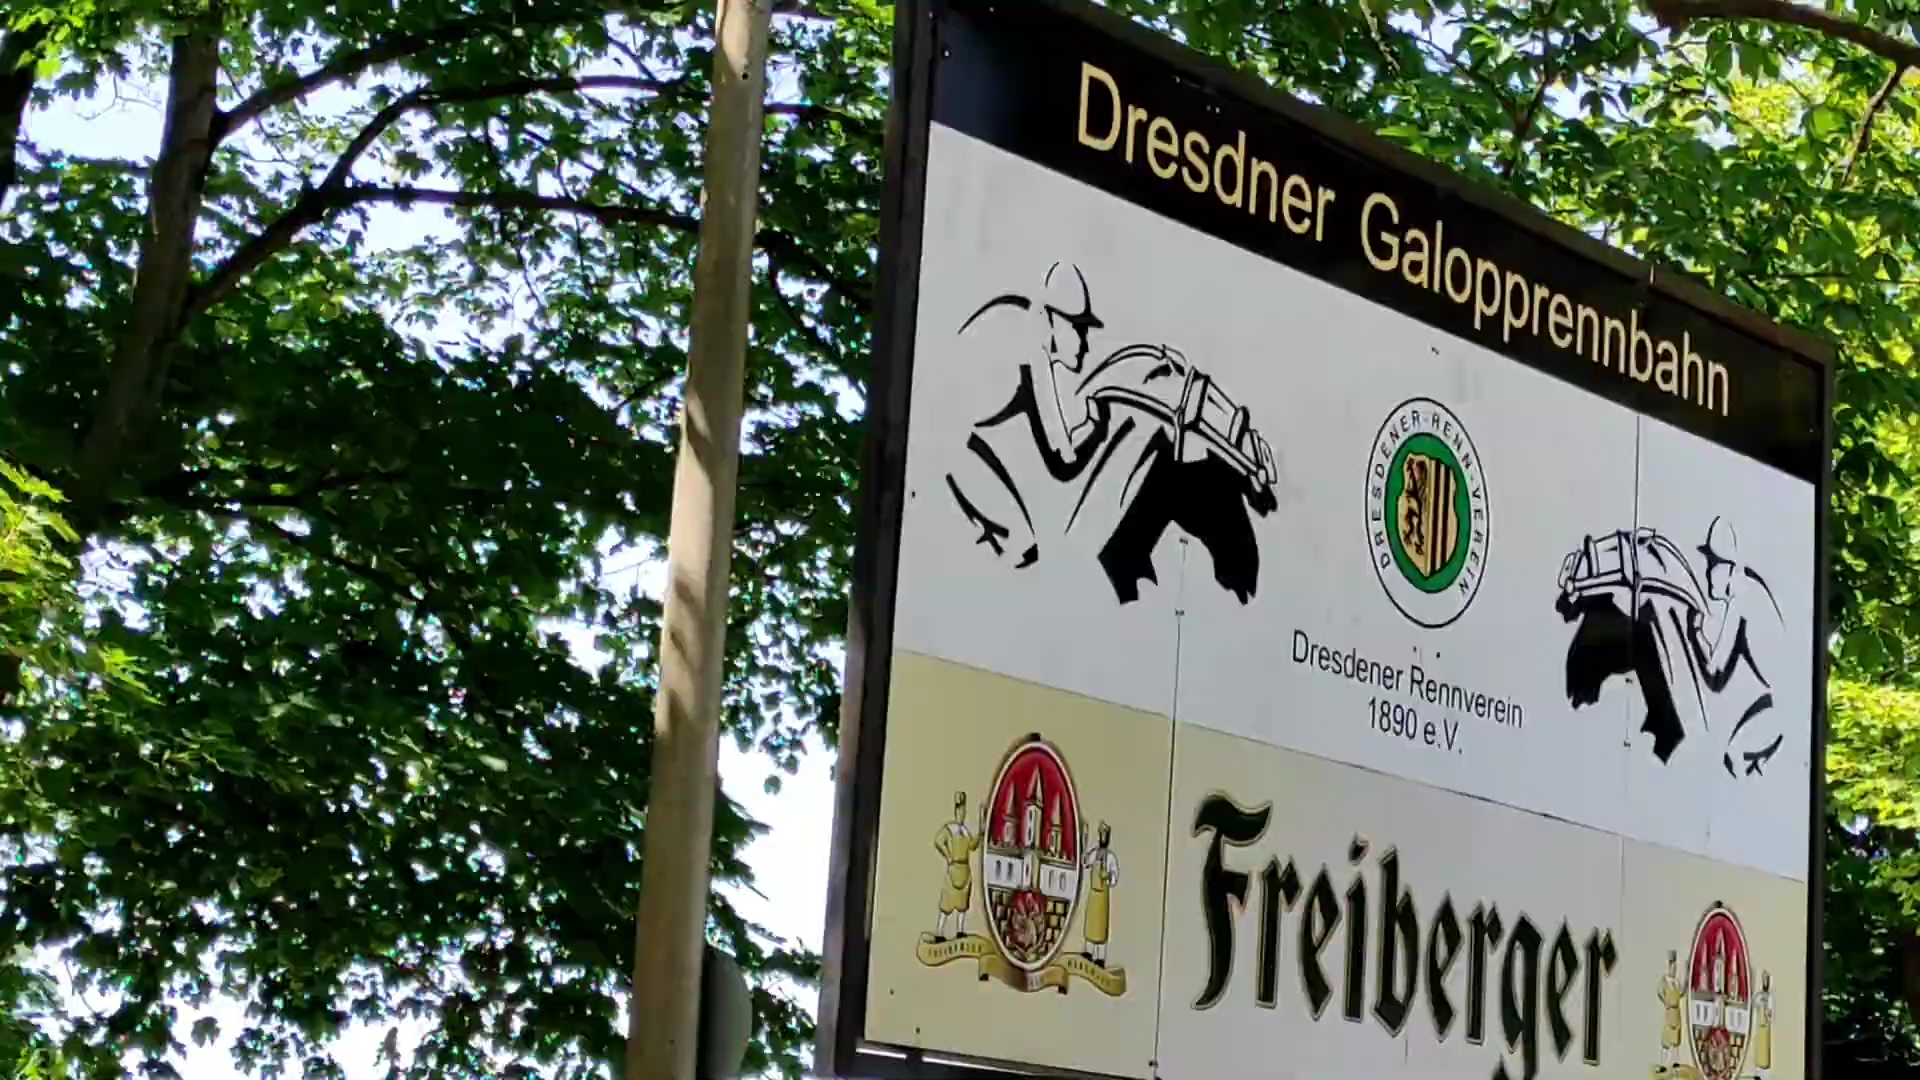 Dresdner Galopprennbahn
DRESDENER-RENN-VEREIN
Dresdener Rennverein
1890 e.V.
Freiberger